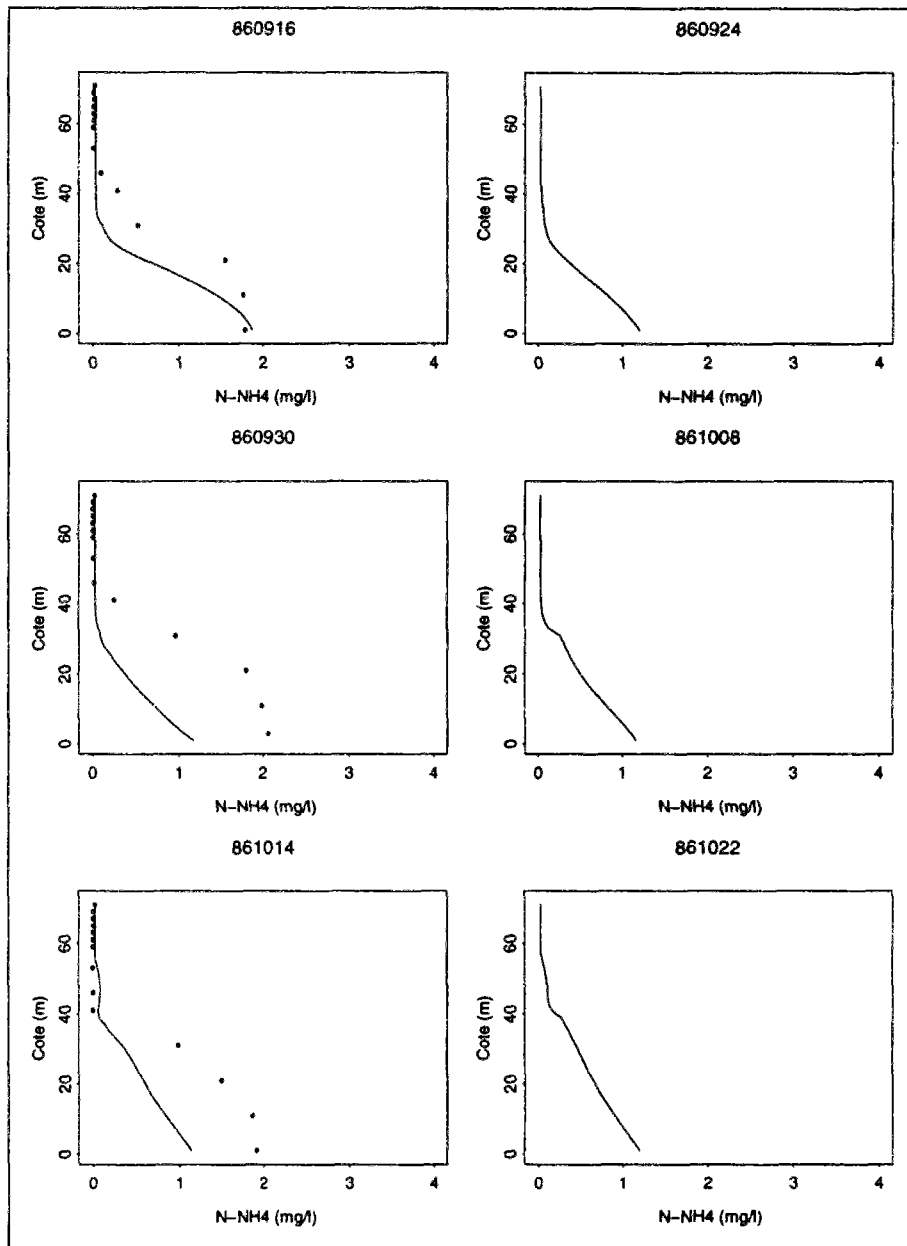 860916
860924
Cote (m)
60
40
20
0
0 1 2 3 4
N-NH4 (mg/l)
Cote (m)
60
40
20
0
0 1 2 3 4
N-NH4 (mg/l)
860930
861008
Cote (m)
60
40
20
0
0 1 2 3 4
N-NH4 (mg/l)
Cote (m)
60
40
20
0
0 1 2 3 4
N-NH4 (mg/l)
861014
861022
Cote (m)
60
40
20
0
0 1 2 3 4
N-NH4 (mg/l)
Cote (m)
60
40
20
0
0 1 2 3 4
N-NH4 (mg/l)